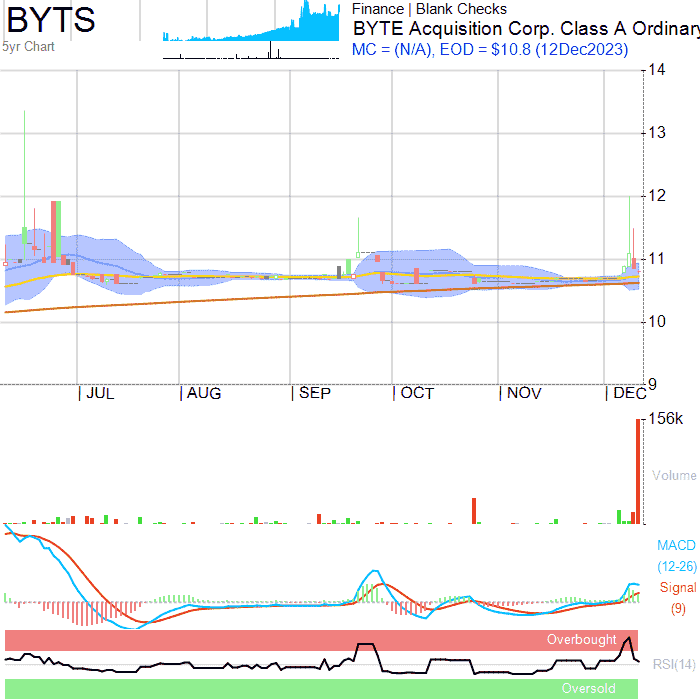 BYTS
5yr Chart
Finance | Blank Checks
BYTE Acquisition Corp. Class A Ordinary
MC = (N/A), EOD = $10.8 (12Dec2023)
14
13
12
11
10
9
| JUL | AUG | SEP | OCT | NOV | DEC
156k
Volume
MACD
(12-26)
Signal
(9)
Overbought
RSI(14)
Oversold